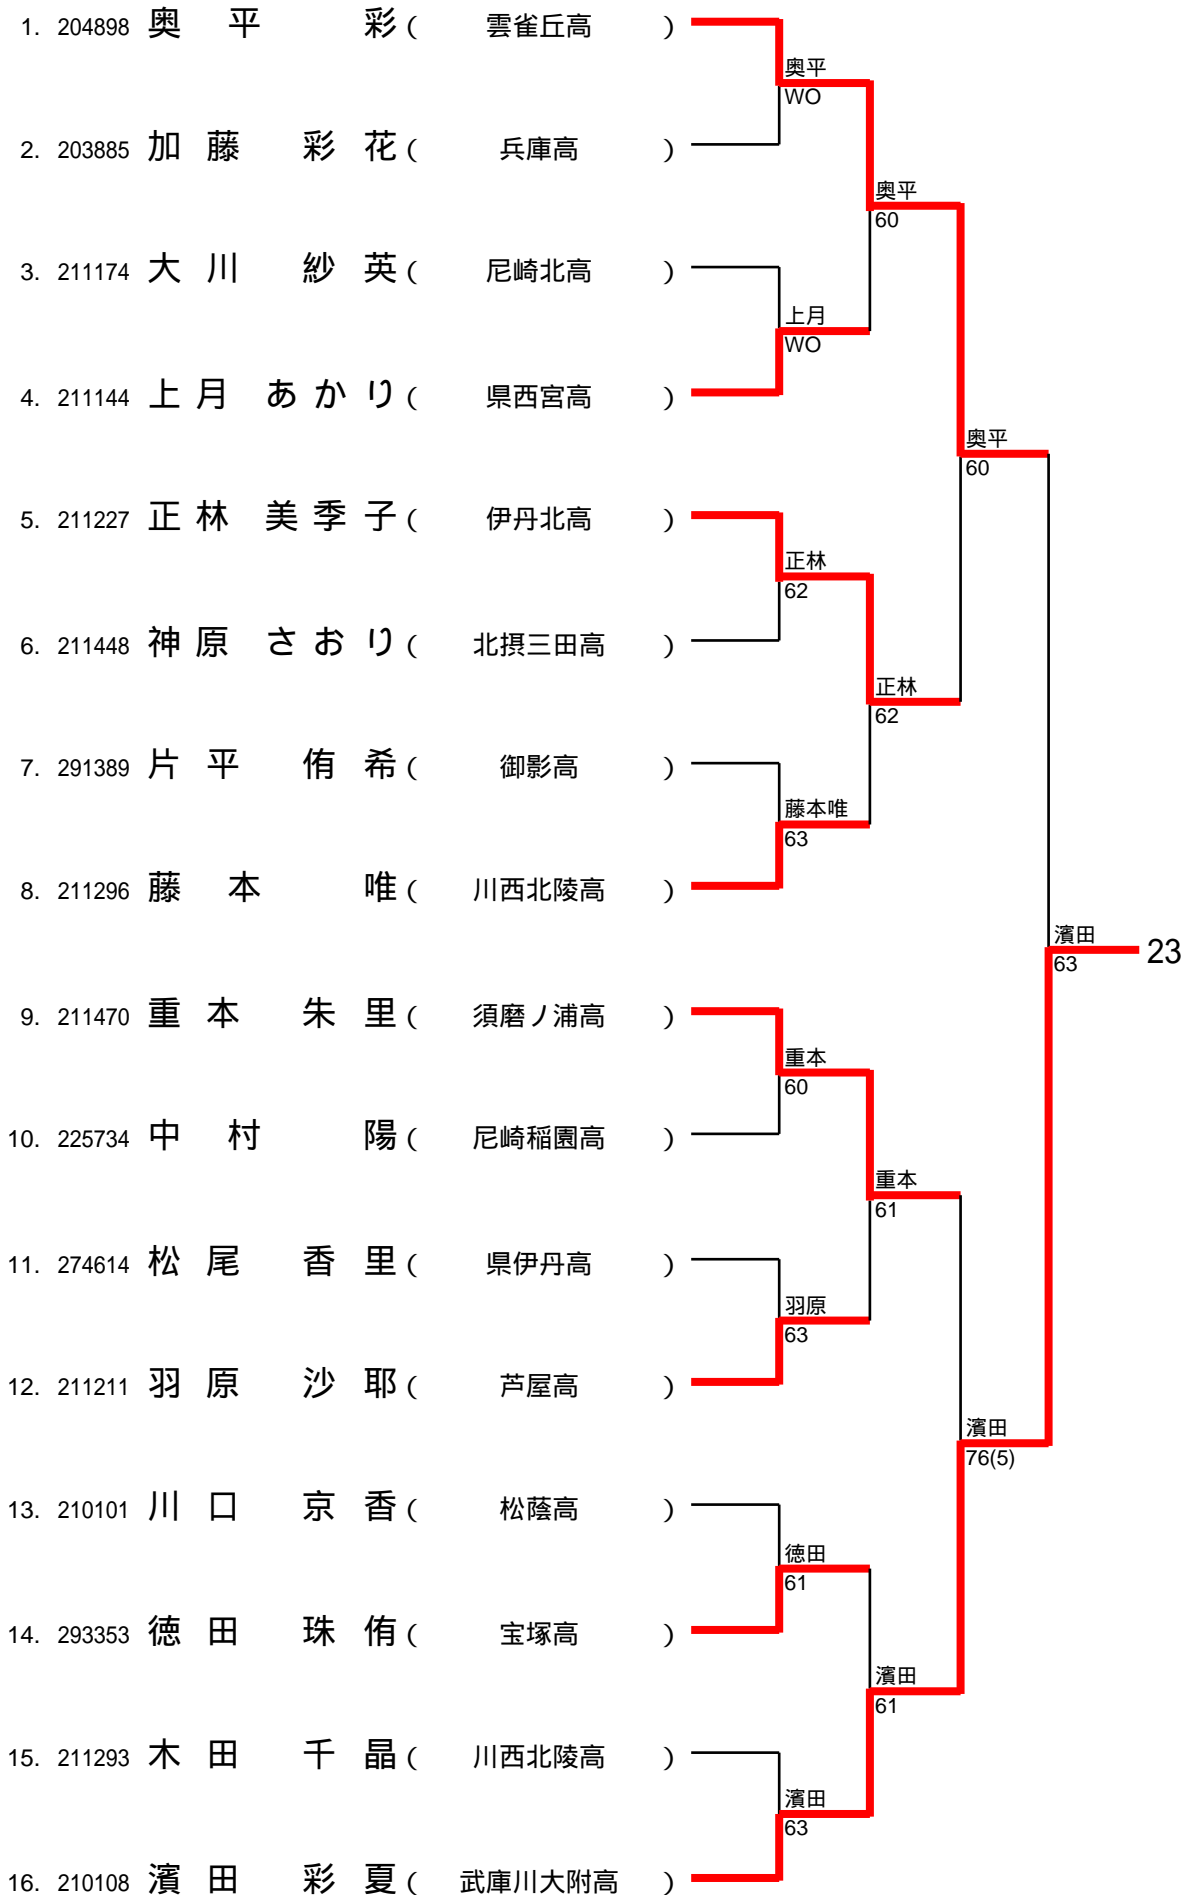 1. 204898 奥平 彩 ( 雲雀丘高 )
奥平
WO
2. 203885 加藤 彩花 ( 兵庫高 )
奥平
60
3. 211174 大川 紗英 ( 尼崎北高 )
上月
WO
4. 211144 上月 あかり ( 県西宮高 )
奥平
60
5. 211227 正林 美季子 ( 伊丹北高 )
正林
62
6. 211448 神原 さおり ( 北摂三田高 )
正林
62
7. 291389 片平 侑希 ( 御影高 )
藤本唯
63
8. 211296 藤本 唯 ( 川西北陵高 )
濱田
63
23
9. 211470 重本 朱里 ( 須磨ノ浦高 )
重本
60
10. 225734 中村 陽 ( 尼崎稲園高 )
重本
61
11. 274614 松尾 香里 ( 県伊丹高 )
羽原
63
12. 211211 羽原 沙耶 ( 芦屋高 )
濱田
76(5)
13. 210101 川口 京香 ( 松蔭高 )
徳田
61
14. 293353 徳田 珠侑 ( 宝塚高 )
濱田
61
15. 211293 木田 千晶 ( 川西北陵高 )
濱田
63
16. 210108 濱田 彩夏 ( 武庫川大附高 )